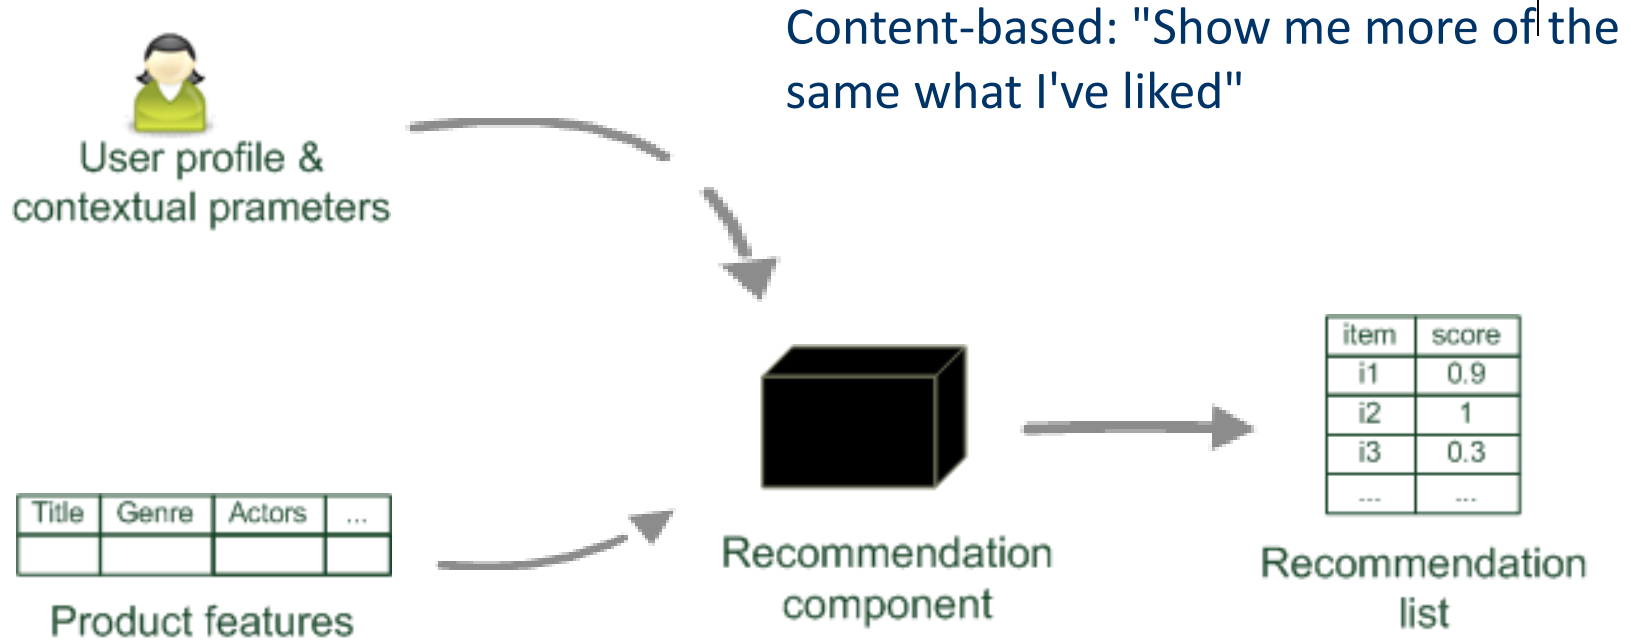 Content-based: "Show me more of the
same what I've liked"
User profile &
contextual prameters
item score
i1 0.9
i2 1
i3 0.3
... ...
Title Genre Actors ...
Product features
Recommendation
component
Recommendation
list